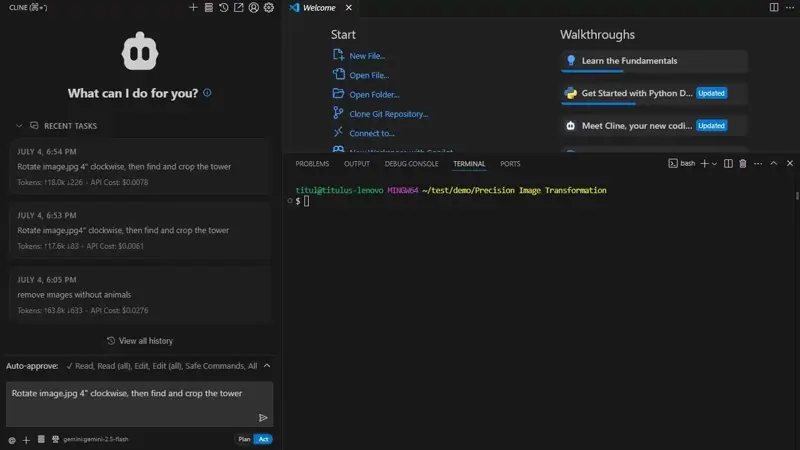 CLINE (⌘+')
What can I do for you?
RECENT TASKS
JULY 4, 6:54 PM
Rotate image.jpg 4° clockwise, then find and crop the tower
Tokens: ↑18.0k ↓226 · API Cost: $0.0078
JULY 4, 6:53 PM
Rotate image.jpg4° clockwise, then find and crop the tower
Tokens: ↑17.6k ↓83 · API Cost: $0.0061
JULY 4, 6:05 PM
remove images without animals
Tokens: ↑63.8k ↓633 · API Cost: $0.0276
View all history
Auto-approve: ✓ Read, Read (all), Edit, Edit (all), Safe Commands, All
Rotate image.jpg 4° clockwise, then find and crop the tower
gemini:gemini-2.5-flash
Plan Act
Welcome
Start
New File...
Open File...
Open Folder...
Clone Git Repository...
Connect to...
New Workspace with Copilot
Walkthroughs
Learn the Fundamentals
Get Started with Python D... Updated
Meet Cline, your new codi... Updated
PROBLEMS OUTPUT DEBUG CONSOLE TERMINAL PORTS
bash
titul@titulus-lenovo MINGW64 ~/test/demo/Precision Image Transformation
$